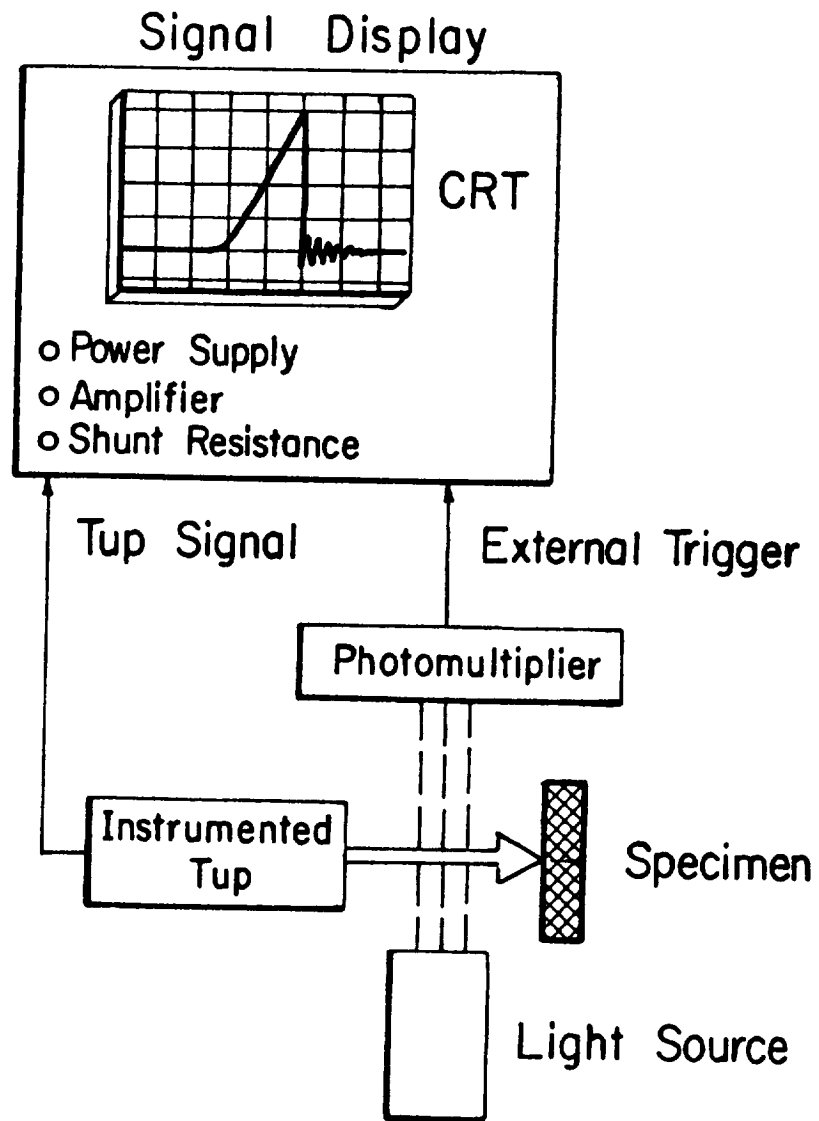 Signal Display
CRT
Power Supply
Amplifier
Shunt Resistance
Tup Signal
External Trigger
Photomultiplier
Instrumented
Tup
Specimen
Light Source